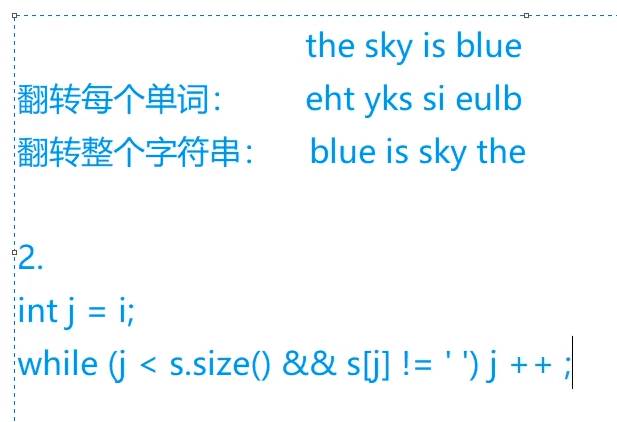 the sky is blue
翻转每个单词： eht yks si eulb
翻转整个字符串： blue is sky the
2.
int j = i;
while (j < s.size() && s[j] != ' ') j ++ ;